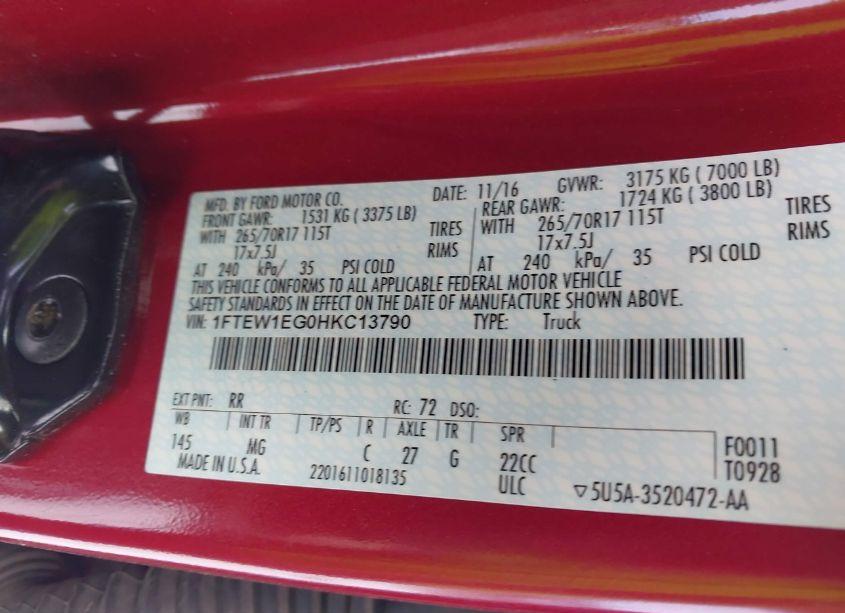 MFD. BY FORD MOTOR CO. DATE: 11/16 GVWR: 3175 KG ( 7000 LB)
FRONT GAWR: 1531 KG ( 3375 LB) REAR GAWR: 1724 KG ( 3800 LB)
WITH 265/70R17 115T TIRES WITH 265/70R17 115T TIRES
17x7.5J RIMS 17x7.5J RIMS
AT 240 kPa/ 35 PSI COLD AT 240 kPa/ 35 PSI COLD
THIS VEHICLE CONFORMS TO ALL APPLICABLE FEDERAL MOTOR VEHICLE
SAFETY STANDARDS IN EFFECT ON THE DATE OF MANUFACTURE SHOWN ABOVE.
VIN: 1FTEW1EG0HKC13790 TYPE: Truck
EXT PNT: RR RC: 72 DSO:
WB INT TR TP/PS R AXLE TR SPR
145 MG C 27 G 22CC F0011
MADE IN U.S.A. 2201611018135 ULC T0928
▽5U5A-3520472-AA